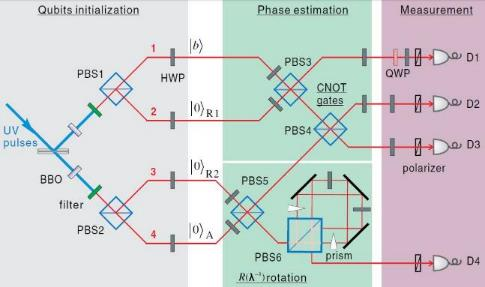 Qubits initialization
Phase estimation
Measurement
1
|b⟩
PBS1
HWP
PBS3
QWP
D1
2
|0⟩R1
CNOT
gates
D2
UV
pulses
PBS4
D3
BBO
3
|0⟩R2
PBS5
polarizer
filter
PBS2
4
|0⟩A
PBS6
prism
D4
R(λ⁻¹)rotation